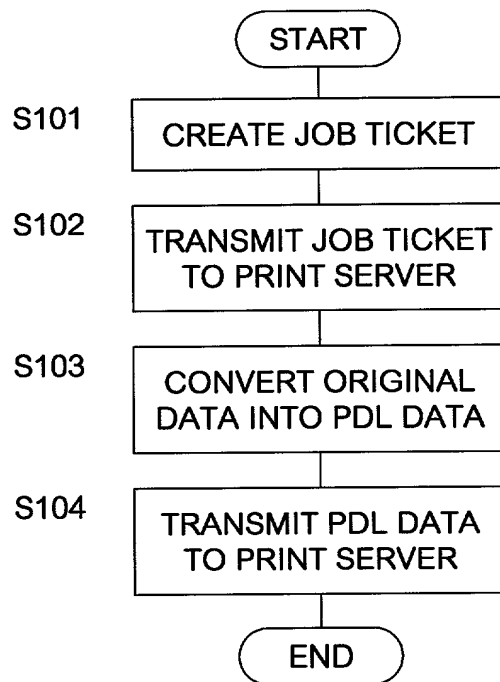 START
S101
CREATE JOB TICKET
S102
TRANSMIT JOB TICKET
TO PRINT SERVER
S103
CONVERT ORIGINAL
DATA INTO PDL DATA
S104
TRANSMIT PDL DATA
TO PRINT SERVER
END